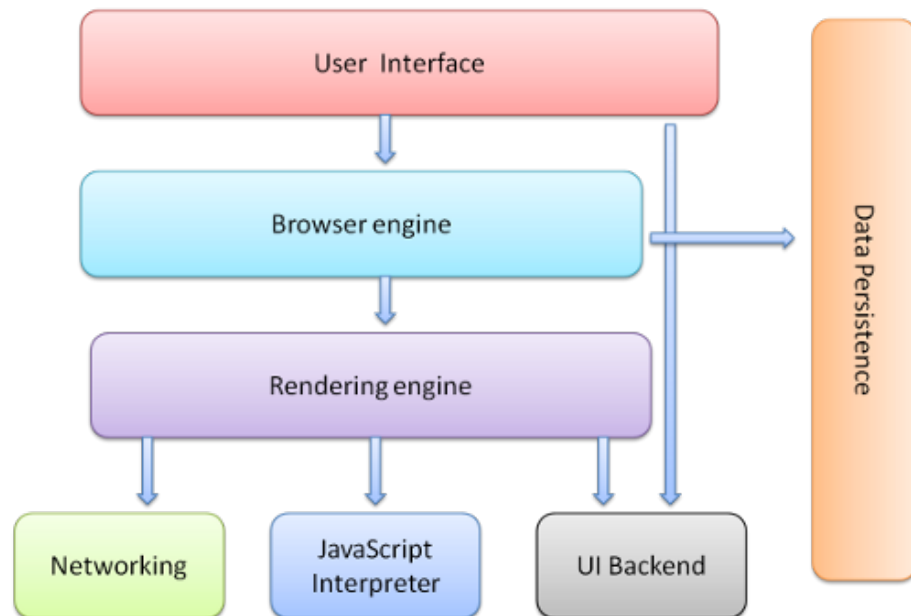 User Interface
Browser engine
Rendering engine
Networking
JavaScript
Interpreter
UI Backend
Data Persistence